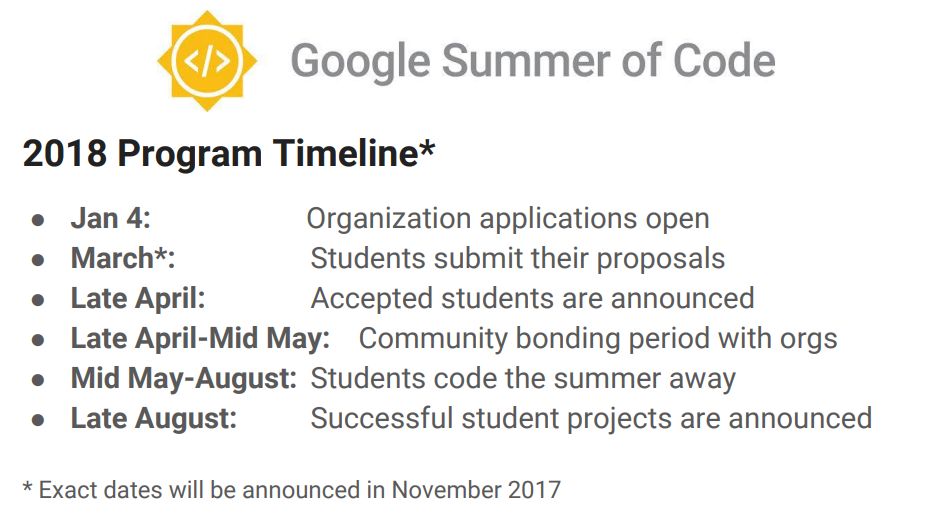 </> Google Summer of Code
2018 Program Timeline*
● Jan 4: Organization applications open
● March*: Students submit their proposals
● Late April: Accepted students are announced
● Late April-Mid May: Community bonding period with orgs
● Mid May-August: Students code the summer away
● Late August: Successful student projects are announced
* Exact dates will be announced in November 2017